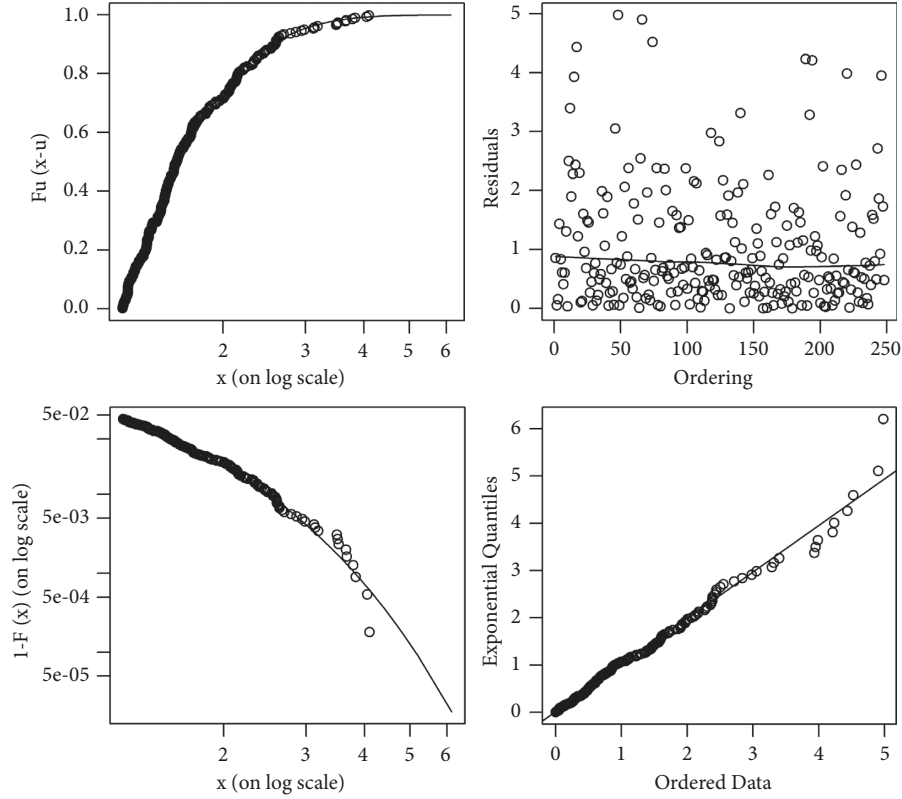 Fu (x-u)
1.0
0.8
0.6
0.4
0.2
0.0
2 3 4 5 6
x (on log scale)
Residuals
5
4
3
2
1
0
0 50 100 150 200 250
Ordering
1-F (x) (on log scale)
5e-02
5e-03
5e-04
5e-05
2 3 4 5 6
x (on log scale)
Exponential Quantiles
6
5
4
3
2
1
0
0 1 2 3 4 5
Ordered Data